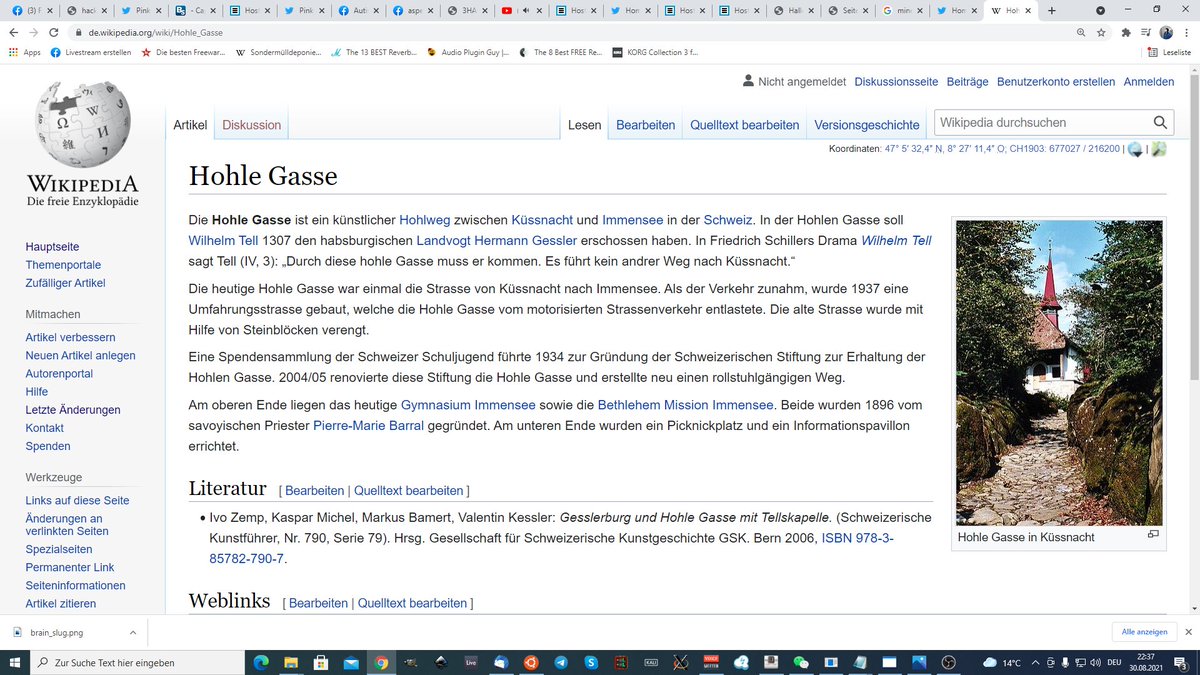 (3) F
hack
Pink
- Ca
Host
Pink
Auti
aspe
3HÄ
Host
Hom
Host
Host
Hallo
Seite
mine
Hom
Hohl
de.wikipedia.org/wiki/Hohle_Gasse
Apps
Livestream erstellen
Die besten Freewar...
Sondermülldeponie...
The 13 BEST Reverb...
Audio Plugin Guy |...
The 8 Best FREE Re...
KORG Collection 3 f...
Leseliste
Nicht angemeldet Diskussionsseite Beiträge Benutzerkonto erstellen Anmelden
WIKIPEDIA
Die freie Enzyklopädie
Artikel Diskussion Lesen Bearbeiten Quelltext bearbeiten Versionsgeschichte Wikipedia durchsuchen
Koordinaten: 47° 5′ 32,4″ N, 8° 27′ 11,4″ O; CH1903: 677027 / 216200 | |
Hauptseite
Themenportale
Zufälliger Artikel
Mitmachen
Artikel verbessern
Neuen Artikel anlegen
Autorenportal
Hilfe
Letzte Änderungen
Kontakt
Spenden
Werkzeuge
Links auf diese Seite
Änderungen an
verlinkten Seiten
Spezialseiten
Permanenter Link
Seiteninformationen
Artikel zitieren
Hohle Gasse
Die Hohle Gasse ist ein künstlicher Hohlweg zwischen Küssnacht und Immensee in der Schweiz. In der Hohlen Gasse soll
Wilhelm Tell 1307 den habsburgischen Landvogt Hermann Gessler erschossen haben. In Friedrich Schillers Drama Wilhelm Tell
sagt Tell (IV, 3): „Durch diese hohle Gasse muss er kommen. Es führt kein andrer Weg nach Küssnacht.“
Die heutige Hohle Gasse war einmal die Strasse von Küssnacht nach Immensee. Als der Verkehr zunahm, wurde 1937 eine
Umfahrungsstrasse gebaut, welche die Hohle Gasse vom motorisierten Strassenverkehr entlastete. Die alte Strasse wurde mit
Hilfe von Steinblöcken verengt.
Eine Spendensammlung der Schweizer Schuljugend führte 1934 zur Gründung der Schweizerischen Stiftung zur Erhaltung der
Hohlen Gasse. 2004/05 renovierte diese Stiftung die Hohle Gasse und erstellte neu einen rollstuhlgängigen Weg.
Am oberen Ende liegen das heutige Gymnasium Immensee sowie die Bethlehem Mission Immensee. Beide wurden 1896 vom
savoyischen Priester Pierre-Marie Barral gegründet. Am unteren Ende wurden ein Picknickplatz und ein Informationspavillon
errichtet.
Hohle Gasse in Küssnacht
Literatur [ Bearbeiten | Quelltext bearbeiten ]
• Ivo Zemp, Kaspar Michel, Markus Bamert, Valentin Kessler: Gesslerburg und Hohle Gasse mit Tellskapelle. (Schweizerische
Kunstführer, Nr. 790, Serie 79). Hrsg. Gesellschaft für Schweizerische Kunstgeschichte GSK. Bern 2006, ISBN 978-3-
85782-790-7.
Weblinks [ Bearbeiten | Quelltext bearbeiten ]
brain_slug.png
Alle anzeigen
Zur Suche Text hier eingeben
Live
14°C
DEU
22:37
30.08.2021
3